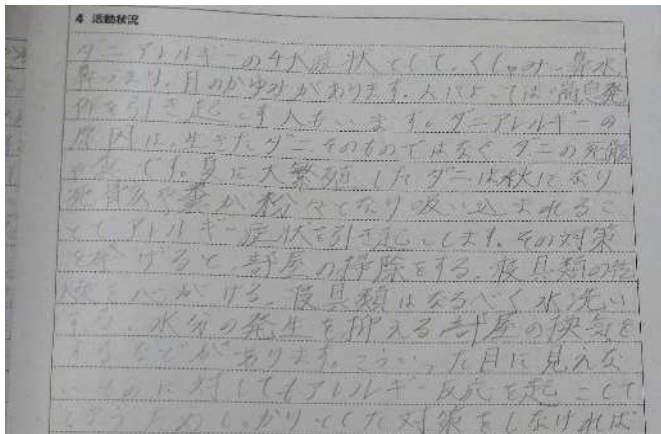 4 活動状況
ダニアレルギーの4大症状として、くしゃみ・鼻水
鼻づまり、目のかゆみがあります。人によっては喘息発
作を引き起こす人もいます。ダニアレルギーの
原因は、生きたダニそのものではなくダニの死骸
や糞です。夏に大繁殖したダニは秋になり
死骸や糞が粉々となり吸い込まれるこ
とでアレルギー症状を引き起こします。その対策
を挙げると、部屋の掃除をする、寝具類の乾
燥を心がける、寝具類はなるべく水洗い
する、水分の発生を抑える部屋の換気を
するなどがあります。こういった目に見えな
いものに対してもアレルギー反応を起こして
しまうためしっかりとした対策をしなければ